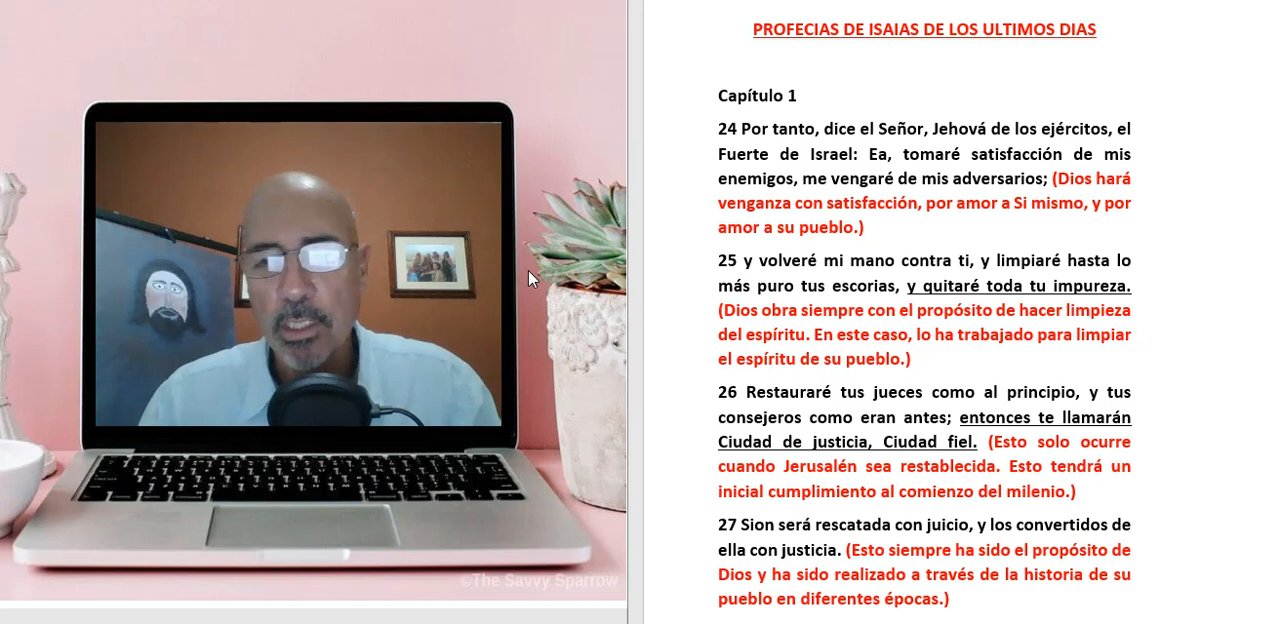 ©The Savvy Sparrow
PROFECIAS DE ISAIAS DE LOS ULTIMOS DIAS
Capítulo 1
24 Por tanto, dice el Señor, Jehová de los ejércitos, el
Fuerte de Israel: Ea, tomaré satisfacción de mis
enemigos, me vengaré de mis adversarios; (Dios hará
venganza con satisfacción, por amor a Si mismo, y por
amor a su pueblo.)
25 y volveré mi mano contra ti, y limpiaré hasta lo
más puro tus escorias, y quitaré toda tu impureza.
(Dios obra siempre con el propósito de hacer limpieza
del espíritu. En este caso, lo ha trabajado para limpiar
el espíritu de su pueblo.)
26 Restauraré tus jueces como al principio, y tus
consejeros como eran antes; entonces te llamarán
Ciudad de justicia, Ciudad fiel. (Esto solo ocurre
cuando Jerusalén sea restablecida. Esto tendrá un
inicial cumplimiento al comienzo del milenio.)
27 Sion será rescatada con juicio, y los convertidos de
ella con justicia. (Esto siempre ha sido el propósito de
Dios y ha sido realizado a través de la historia de su
pueblo en diferentes épocas.)